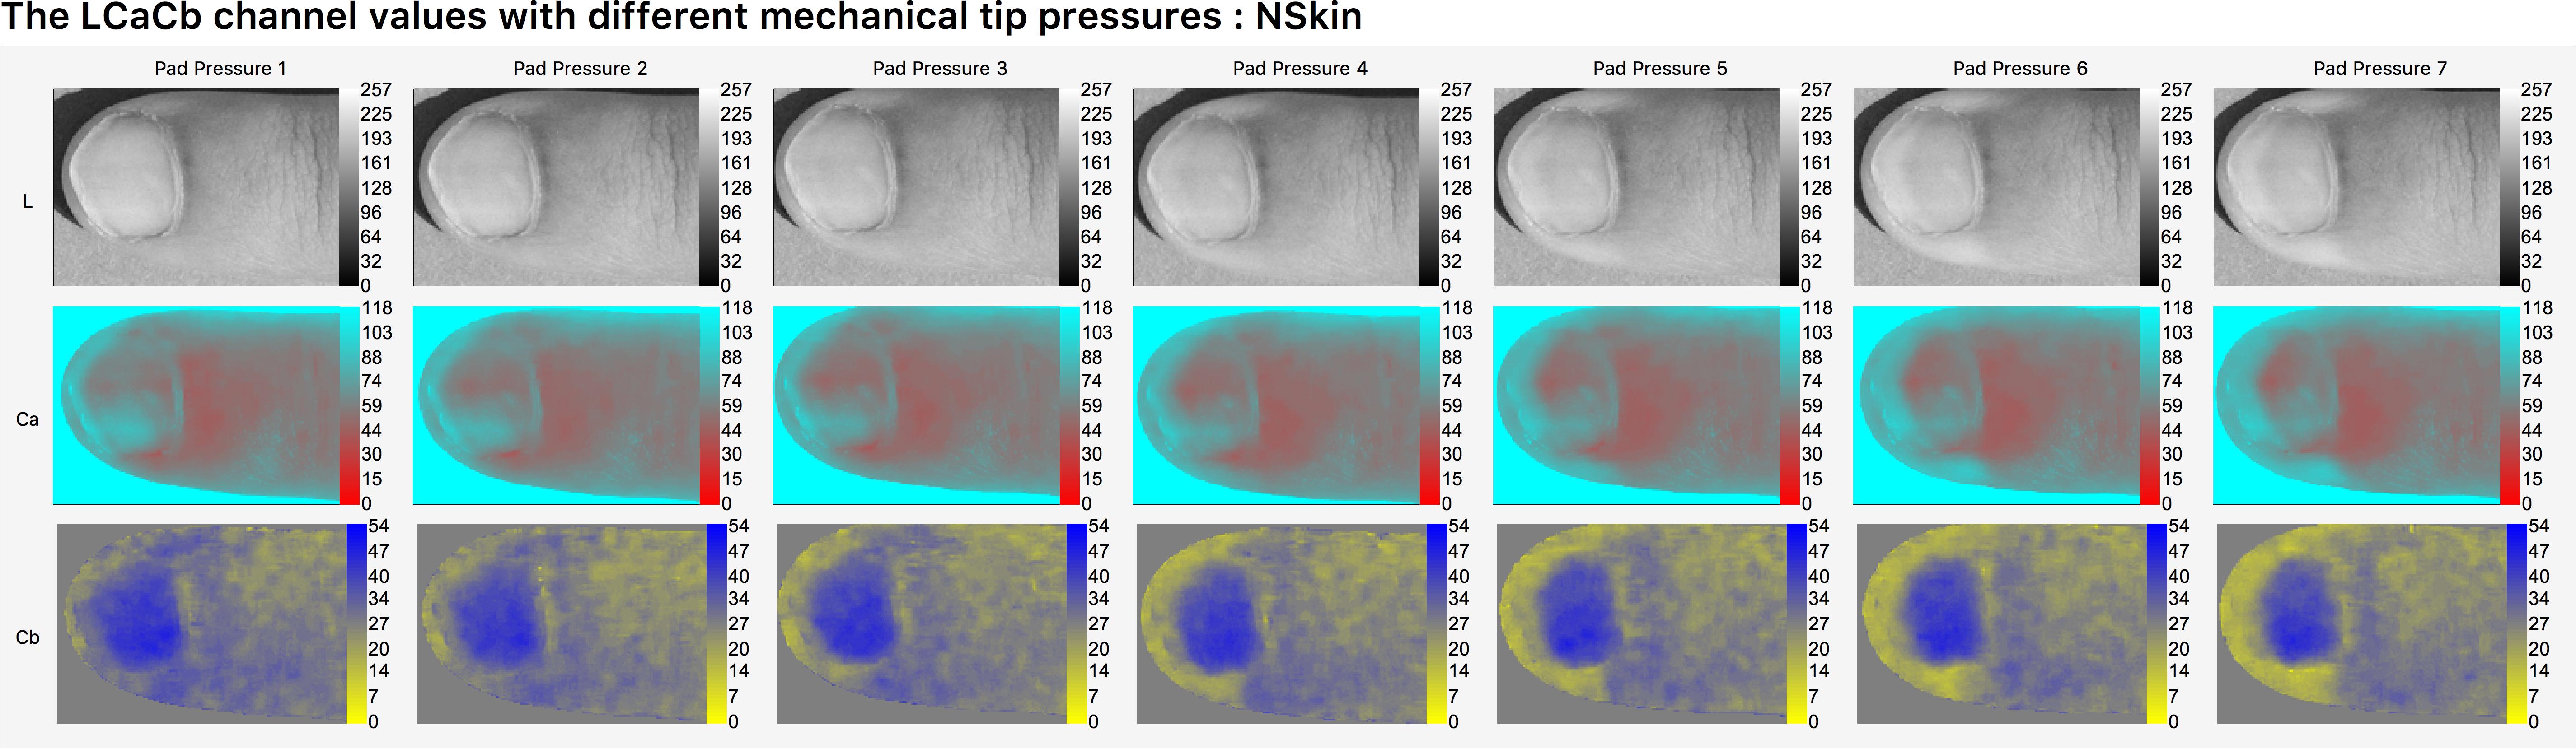 The LCaCb channel values with different mechanical tip pressures : NSkin
Pad Pressure 1 Pad Pressure 2 Pad Pressure 3 Pad Pressure 4 Pad Pressure 5 Pad Pressure 6 Pad Pressure 7
257 257 257 257 257 257 257
225 225 225 225 225 225 225
193 193 193 193 193 193 193
161 161 161 161 161 161 161
128 128 128 128 128 128 128
L 96 96 96 96 96 96 96
64 64 64 64 64 64 64
32 32 32 32 32 32 32
0 0 0 0 0 0 0
118 118 118 118 118 118 118
103 103 103 103 103 103 103
88 88 88 88 88 88 88
74 74 74 74 74 74 74
59 59 59 59 59 59 59
Ca 44 44 44 44 44 44 44
30 30 30 30 30 30 30
15 15 15 15 15 15 15
0 0 0 0 0 0 0
54 54 54 54 54 54 54
47 47 47 47 47 47 47
40 40 40 40 40 40 40
34 34 34 34 34 34 34
27 27 27 27 27 27 27
Cb 20 20 20 20 20 20 20
14 14 14 14 14 14 14
7 7 7 7 7 7 7
0 0 0 0 0 0 0